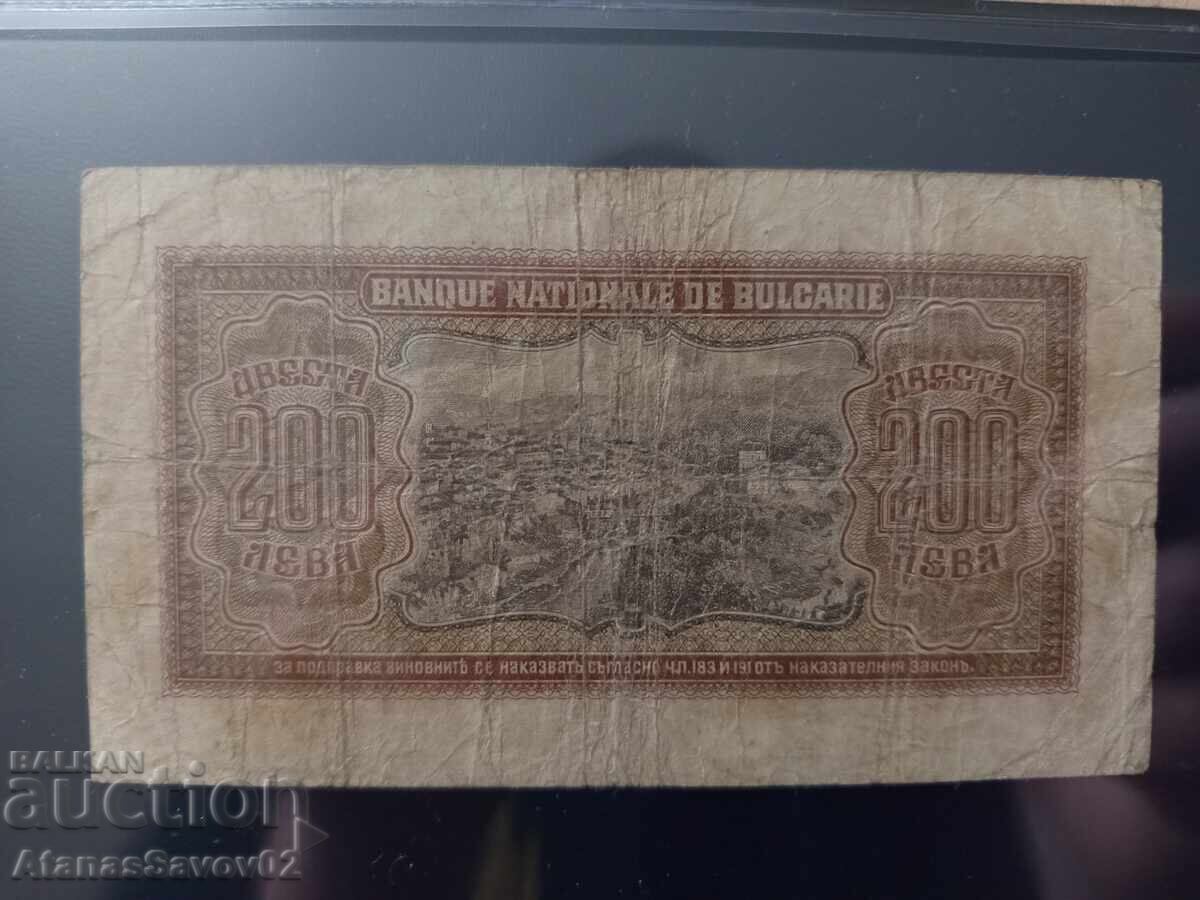 BANQUE NATIONALE DE BULGARIE
ДВЕСТА
200
ЛЕВА
ДВЕСТА
200
ЛЕВА
ЗА ПОДПРАВКА ВИНОВНИТѢ СЕ НАКАЗВАТЪ СЪГЛАСНО ЧЛ. 183 И 191 ОТЪ НАКАЗАТЕЛНИЯ ЗАКОНЪ.
BALKAN
auction
AtanasSavov02